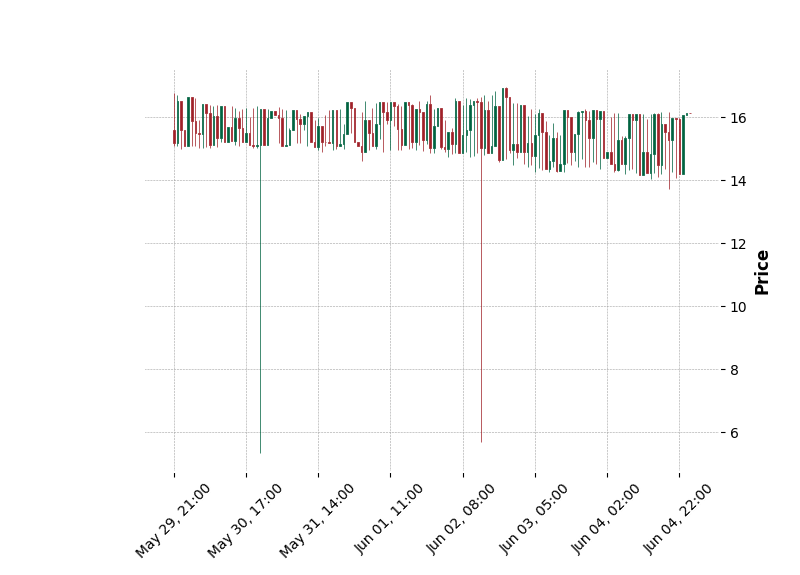 16
14
12
10
8
6
Price
May 29, 21:00
May 30, 17:00
May 31, 14:00
Jun 01, 11:00
Jun 02, 08:00
Jun 03, 05:00
Jun 04, 02:00
Jun 04, 22:00